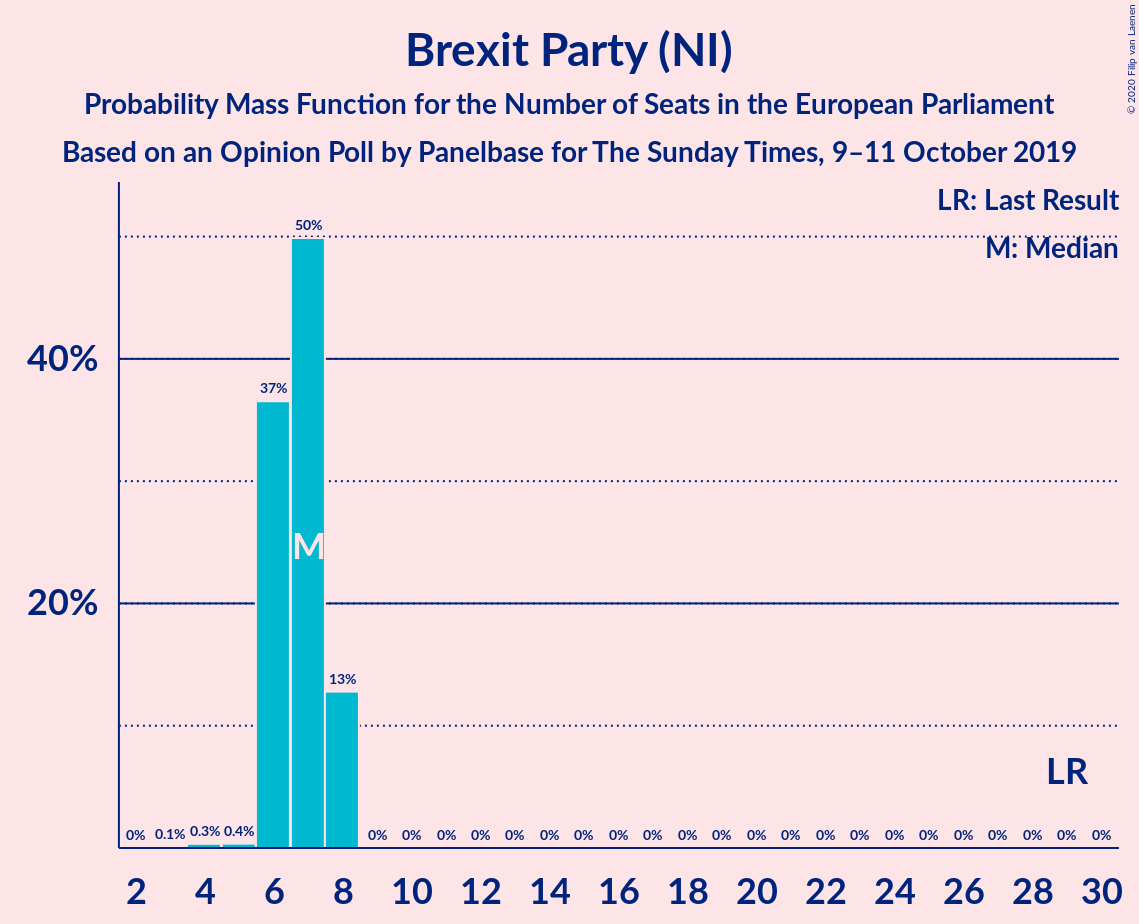 Brexit Party (NI)
Probability Mass Function for the Number of Seats in the European Parliament
Based on an Opinion Poll by Panelbase for The Sunday Times, 9–11 October 2019
© 2020 Filip van Laenen
LR: Last Result
M: Median
50%
40%
37%
M
20%
13%
LR
0% 0.1% 0.3% 0.4% 0% 0% 0% 0% 0% 0% 0% 0% 0% 0% 0% 0% 0% 0% 0% 0% 0% 0% 0% 0% 0% 0%
2 4 6 8 10 12 14 16 18 20 22 24 26 28 30